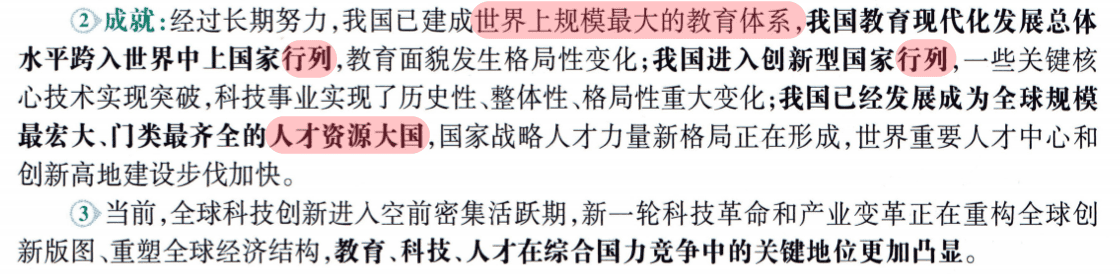 ②成就:经过长期努力,我国已建成世界上规模最大的教育体系,我国教育现代化发展总体
水平跨入世界中上国家行列,教育面貌发生格局性变化;我国进入创新型国家行列,一些关键核
心技术实现突破,科技事业实现了历史性、整体性、格局性重大变化;我国已经发展成为全球规模
最宏大、门类最齐全的人才资源大国,国家战略人才力量新格局正在形成,世界重要人才中心和
创新高地建设步伐加快。
③当前,全球科技创新进入空前密集活跃期,新一轮科技革命和产业变革正在重构全球创
新版图、重塑全球经济结构,教育、科技、人才在综合国力竞争中的关键地位更加凸显。